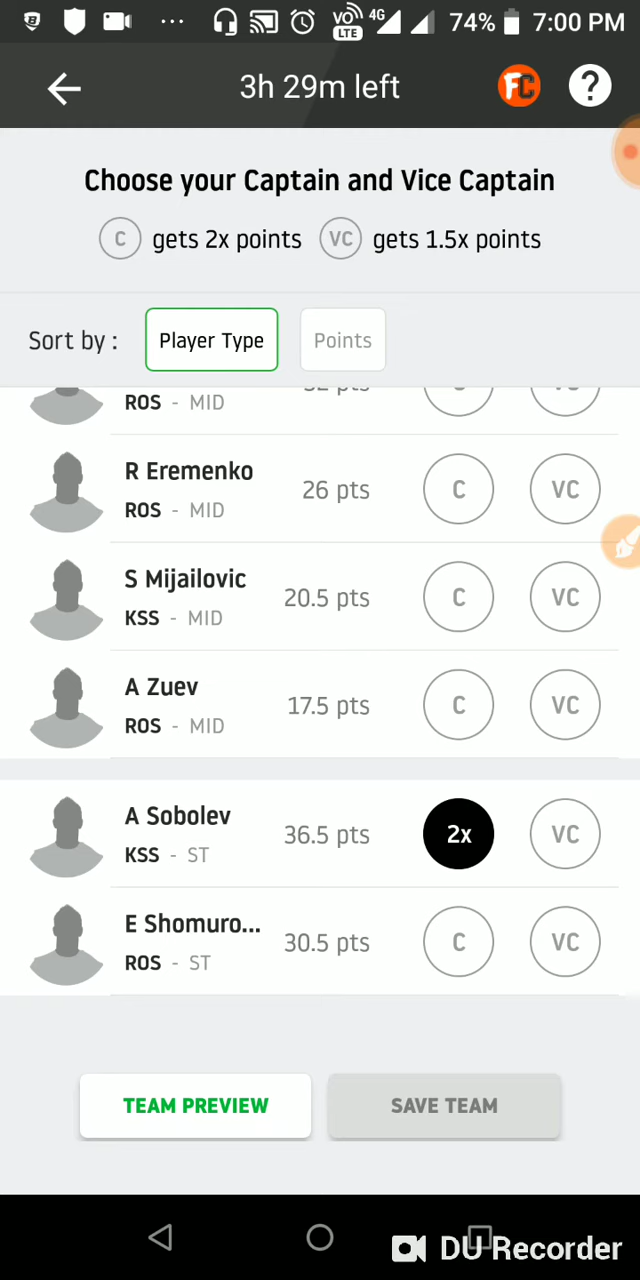 VO LTE 4G 74% 7:00 PM
3h 29m left FC ?
Choose your Captain and Vice Captain
C gets 2x points VC gets 1.5x points
Sort by : Player Type Points
ROS - MID
R Eremenko
26 pts C VC
ROS - MID
S Mijailovic
20.5 pts C VC
KSS - MID
A Zuev
17.5 pts C VC
ROS - MID
A Sobolev
36.5 pts 2x VC
KSS - ST
E Shomuro...
30.5 pts C VC
ROS - ST
TEAM PREVIEW SAVE TEAM
DU Recorder